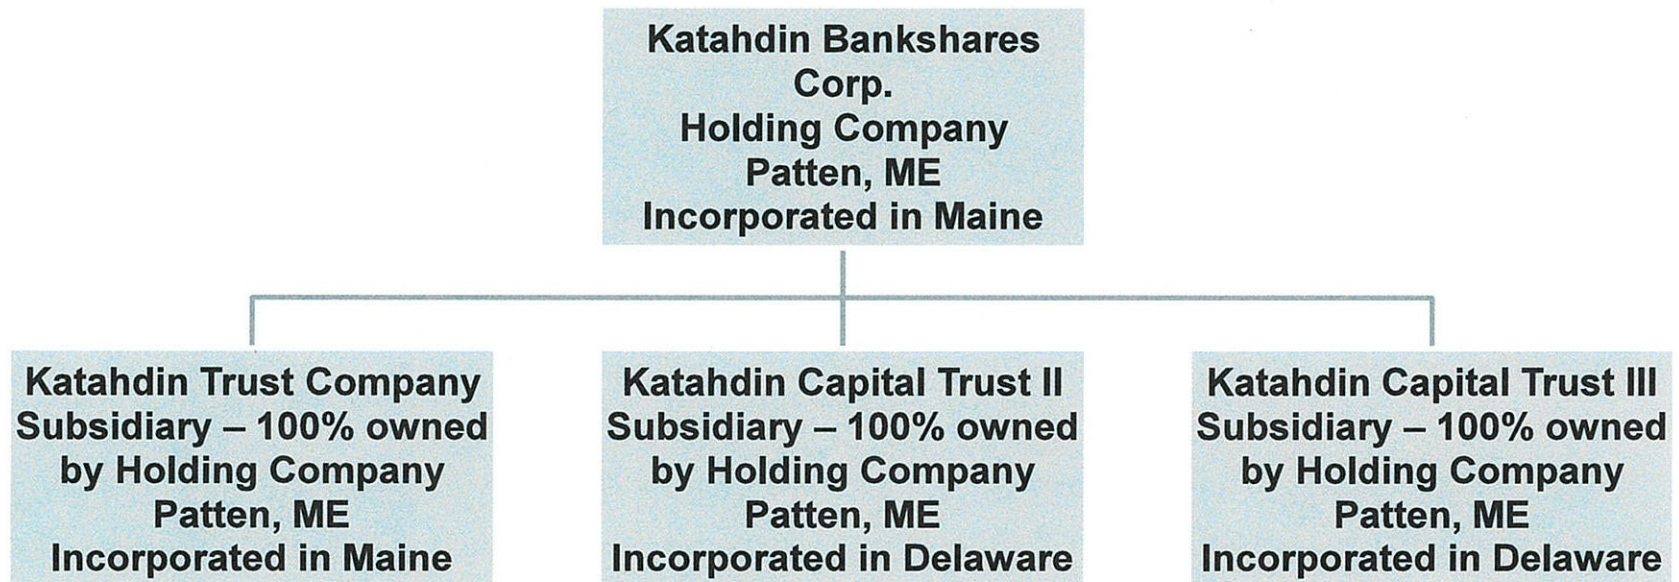 Katahdin Bankshares
Corp.
Holding Company
Patten, ME
Incorporated in Maine
Katahdin Trust Company
Subsidiary – 100% owned
by Holding Company
Patten, ME
Incorporated in Maine
Katahdin Capital Trust II
Subsidiary – 100% owned
by Holding Company
Patten, ME
Incorporated in Delaware
Katahdin Capital Trust III
Subsidiary – 100% owned
by Holding Company
Patten, ME
Incorporated in Delaware